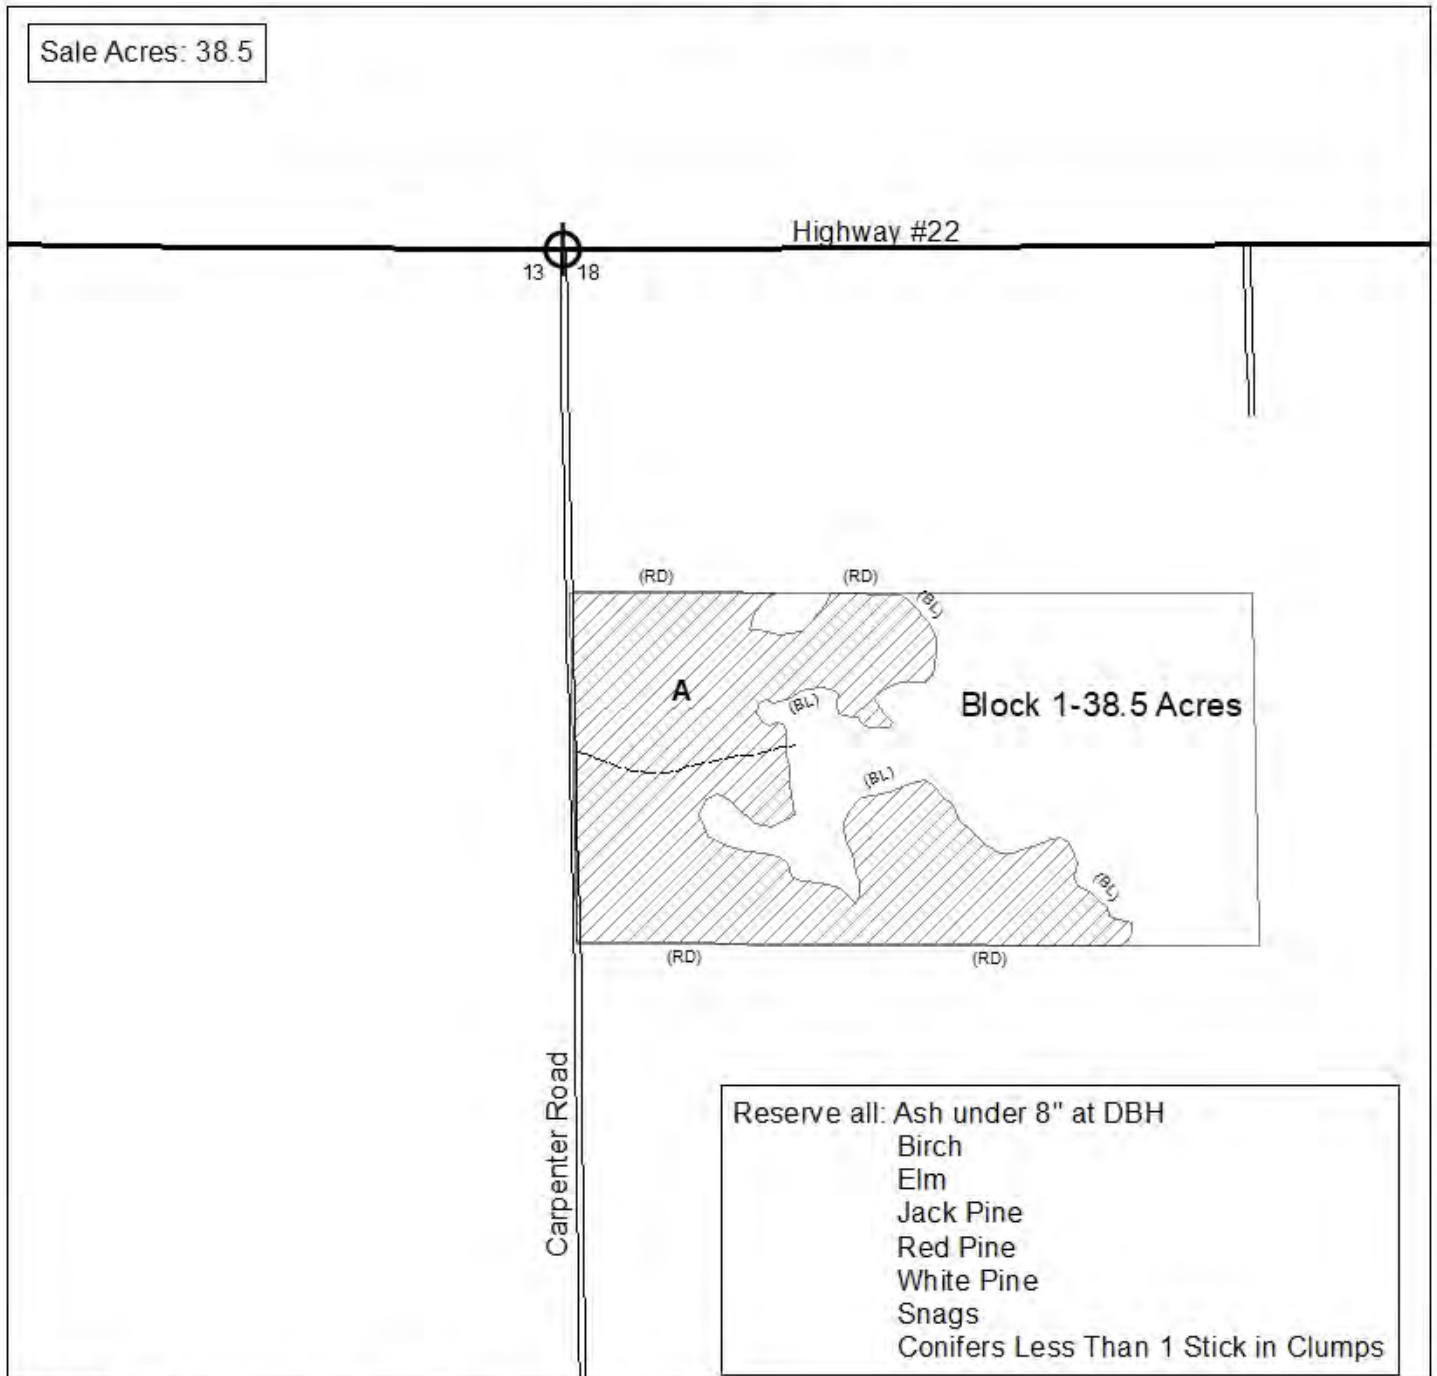 Sale Acres: 38.5
Highway #22
13 18
(RD) (RD)
(BL)
A
(BL)
Block 1-38.5 Acres
(BL)
(BL)
(RD) (RD)
Carpenter Road
Reserve all: Ash under 8" at DBH
Birch
Elm
Jack Pine
Red Pine
White Pine
Snags
Conifers Less Than 1 Stick in Clumps